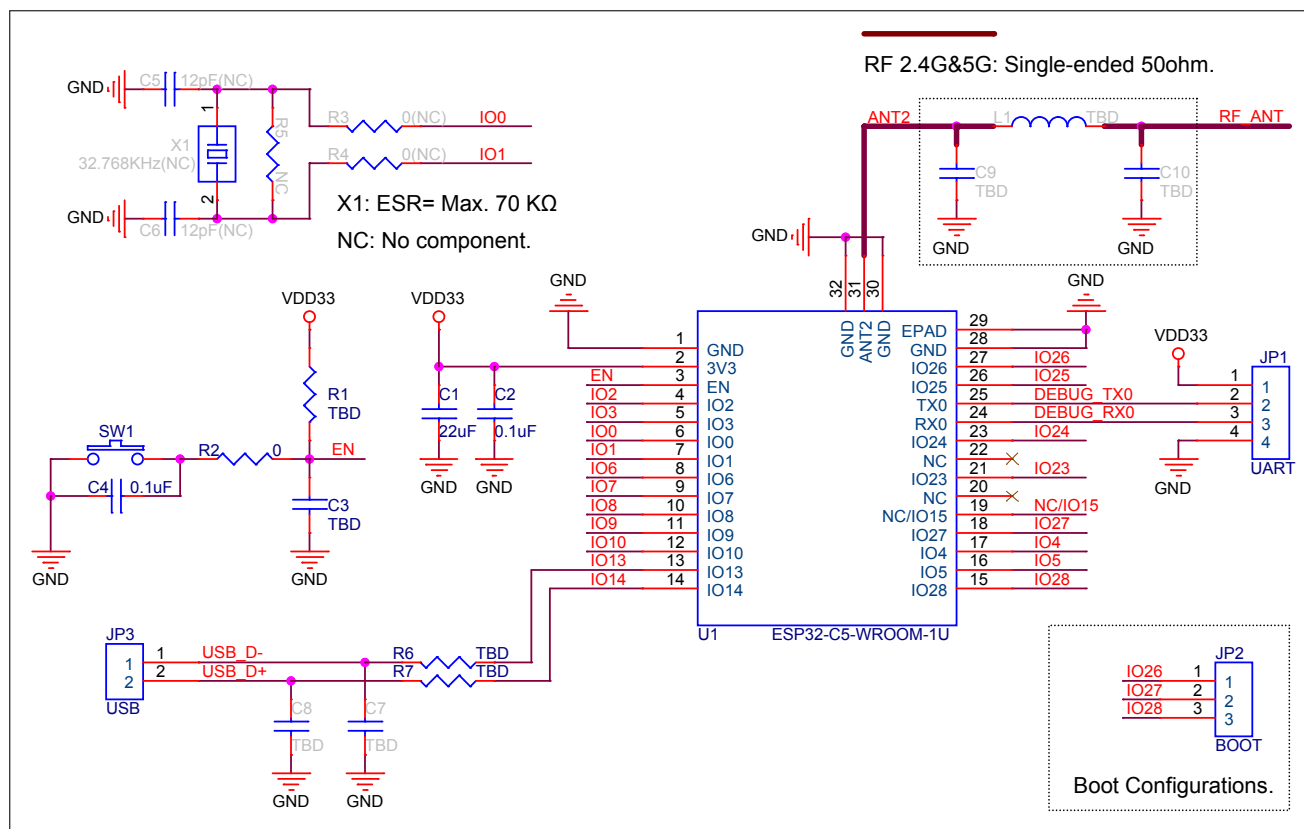 RF 2.4G&5G: Single-ended 50ohm.
GND
C5 12pF(NC)
1
X1
32.768KHz(NC)
2
R5
NC
R3 0(NC) IO0
R4 0(NC) IO1
GND
C6 12pF(NC)
X1: ESR= Max. 70 KΩ
NC: No component.
ANT2
L1 TBD
RF_ANT
C9
TBD
GND
C10
TBD
GND
GND
32 31 30
GND ANT2 GND
VDD33
R1
TBD
SW1
R2 0
EN
C4 0.1uF
C3
TBD
GND
GND
VDD33
C1
22uF
GND
C2
0.1uF
GND
GND
1 GND
2 3V3
EN 3 EN
IO2 4 IO2
IO3 5 IO3
IO0 6 IO0
IO1 7 IO1
IO6 8 IO6
IO7 9 IO7
IO8 10 IO8
IO9 11 IO9
IO10 12 IO10
IO13 13 IO13
IO14 14 IO14
GND
EPAD 29
GND 28
IO26 27 IO26
IO25 26 IO25
TX0 25 DEBUG_TX0
RX0 24 DEBUG_RX0
IO24 23 IO24
NC 22
IO23 21 IO23
NC 20
NC/IO15 19 NC/IO15
IO27 18 IO27
IO4 17 IO4
IO5 16 IO5
IO28 15 IO28
U1 ESP32-C5-WROOM-1U
VDD33
JP1
1 1
2 2
3 3
4 4
UART
GND
JP3
1 1 USB_D-
2 2 USB_D+
USB
R6 TBD
R7 TBD
C8
TBD
GND
C7
TBD
GND
JP2
IO26 1 1
IO27 2 2
IO28 3 3
BOOT
Boot Configurations.